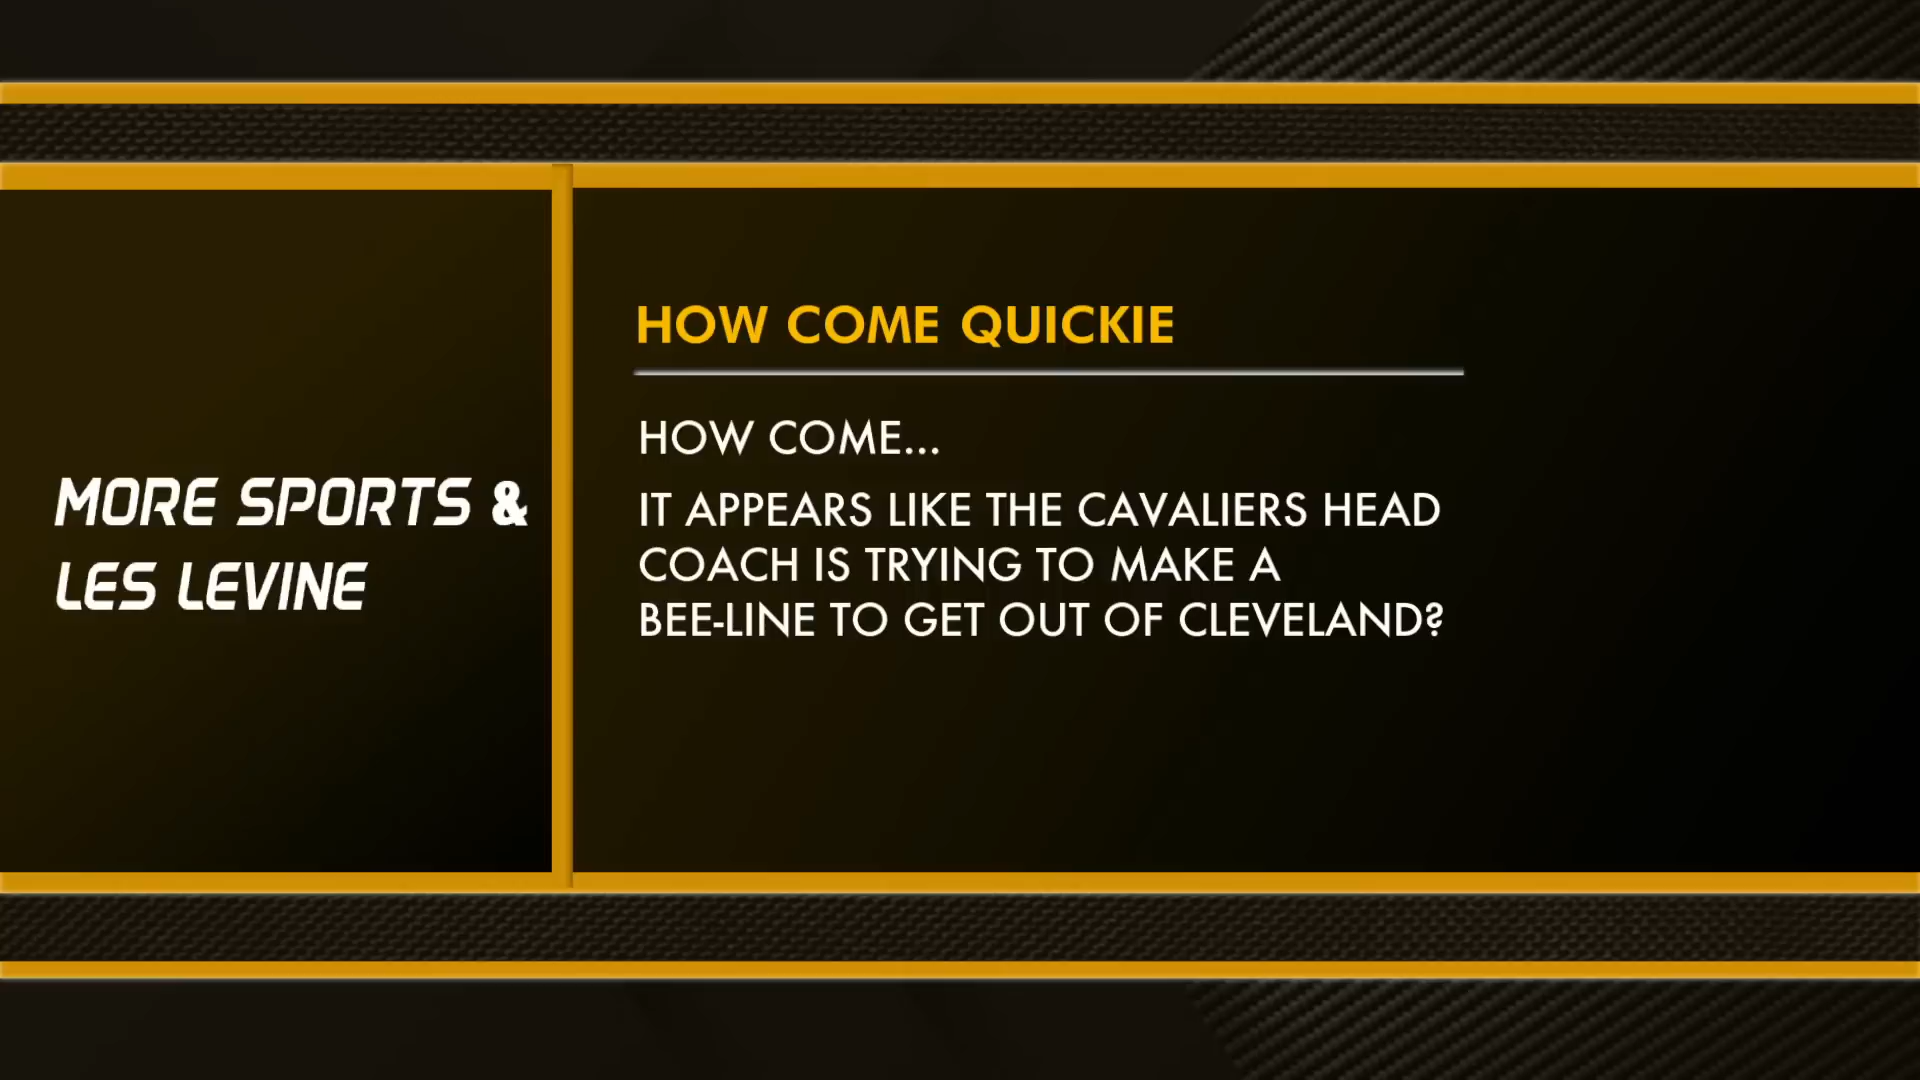 MORE SPORTS &
LES LEVINE
HOW COME QUICKIE
HOW COME...
IT APPEARS LIKE THE CAVALIERS HEAD
COACH IS TRYING TO MAKE A
BEE-LINE TO GET OUT OF CLEVELAND?